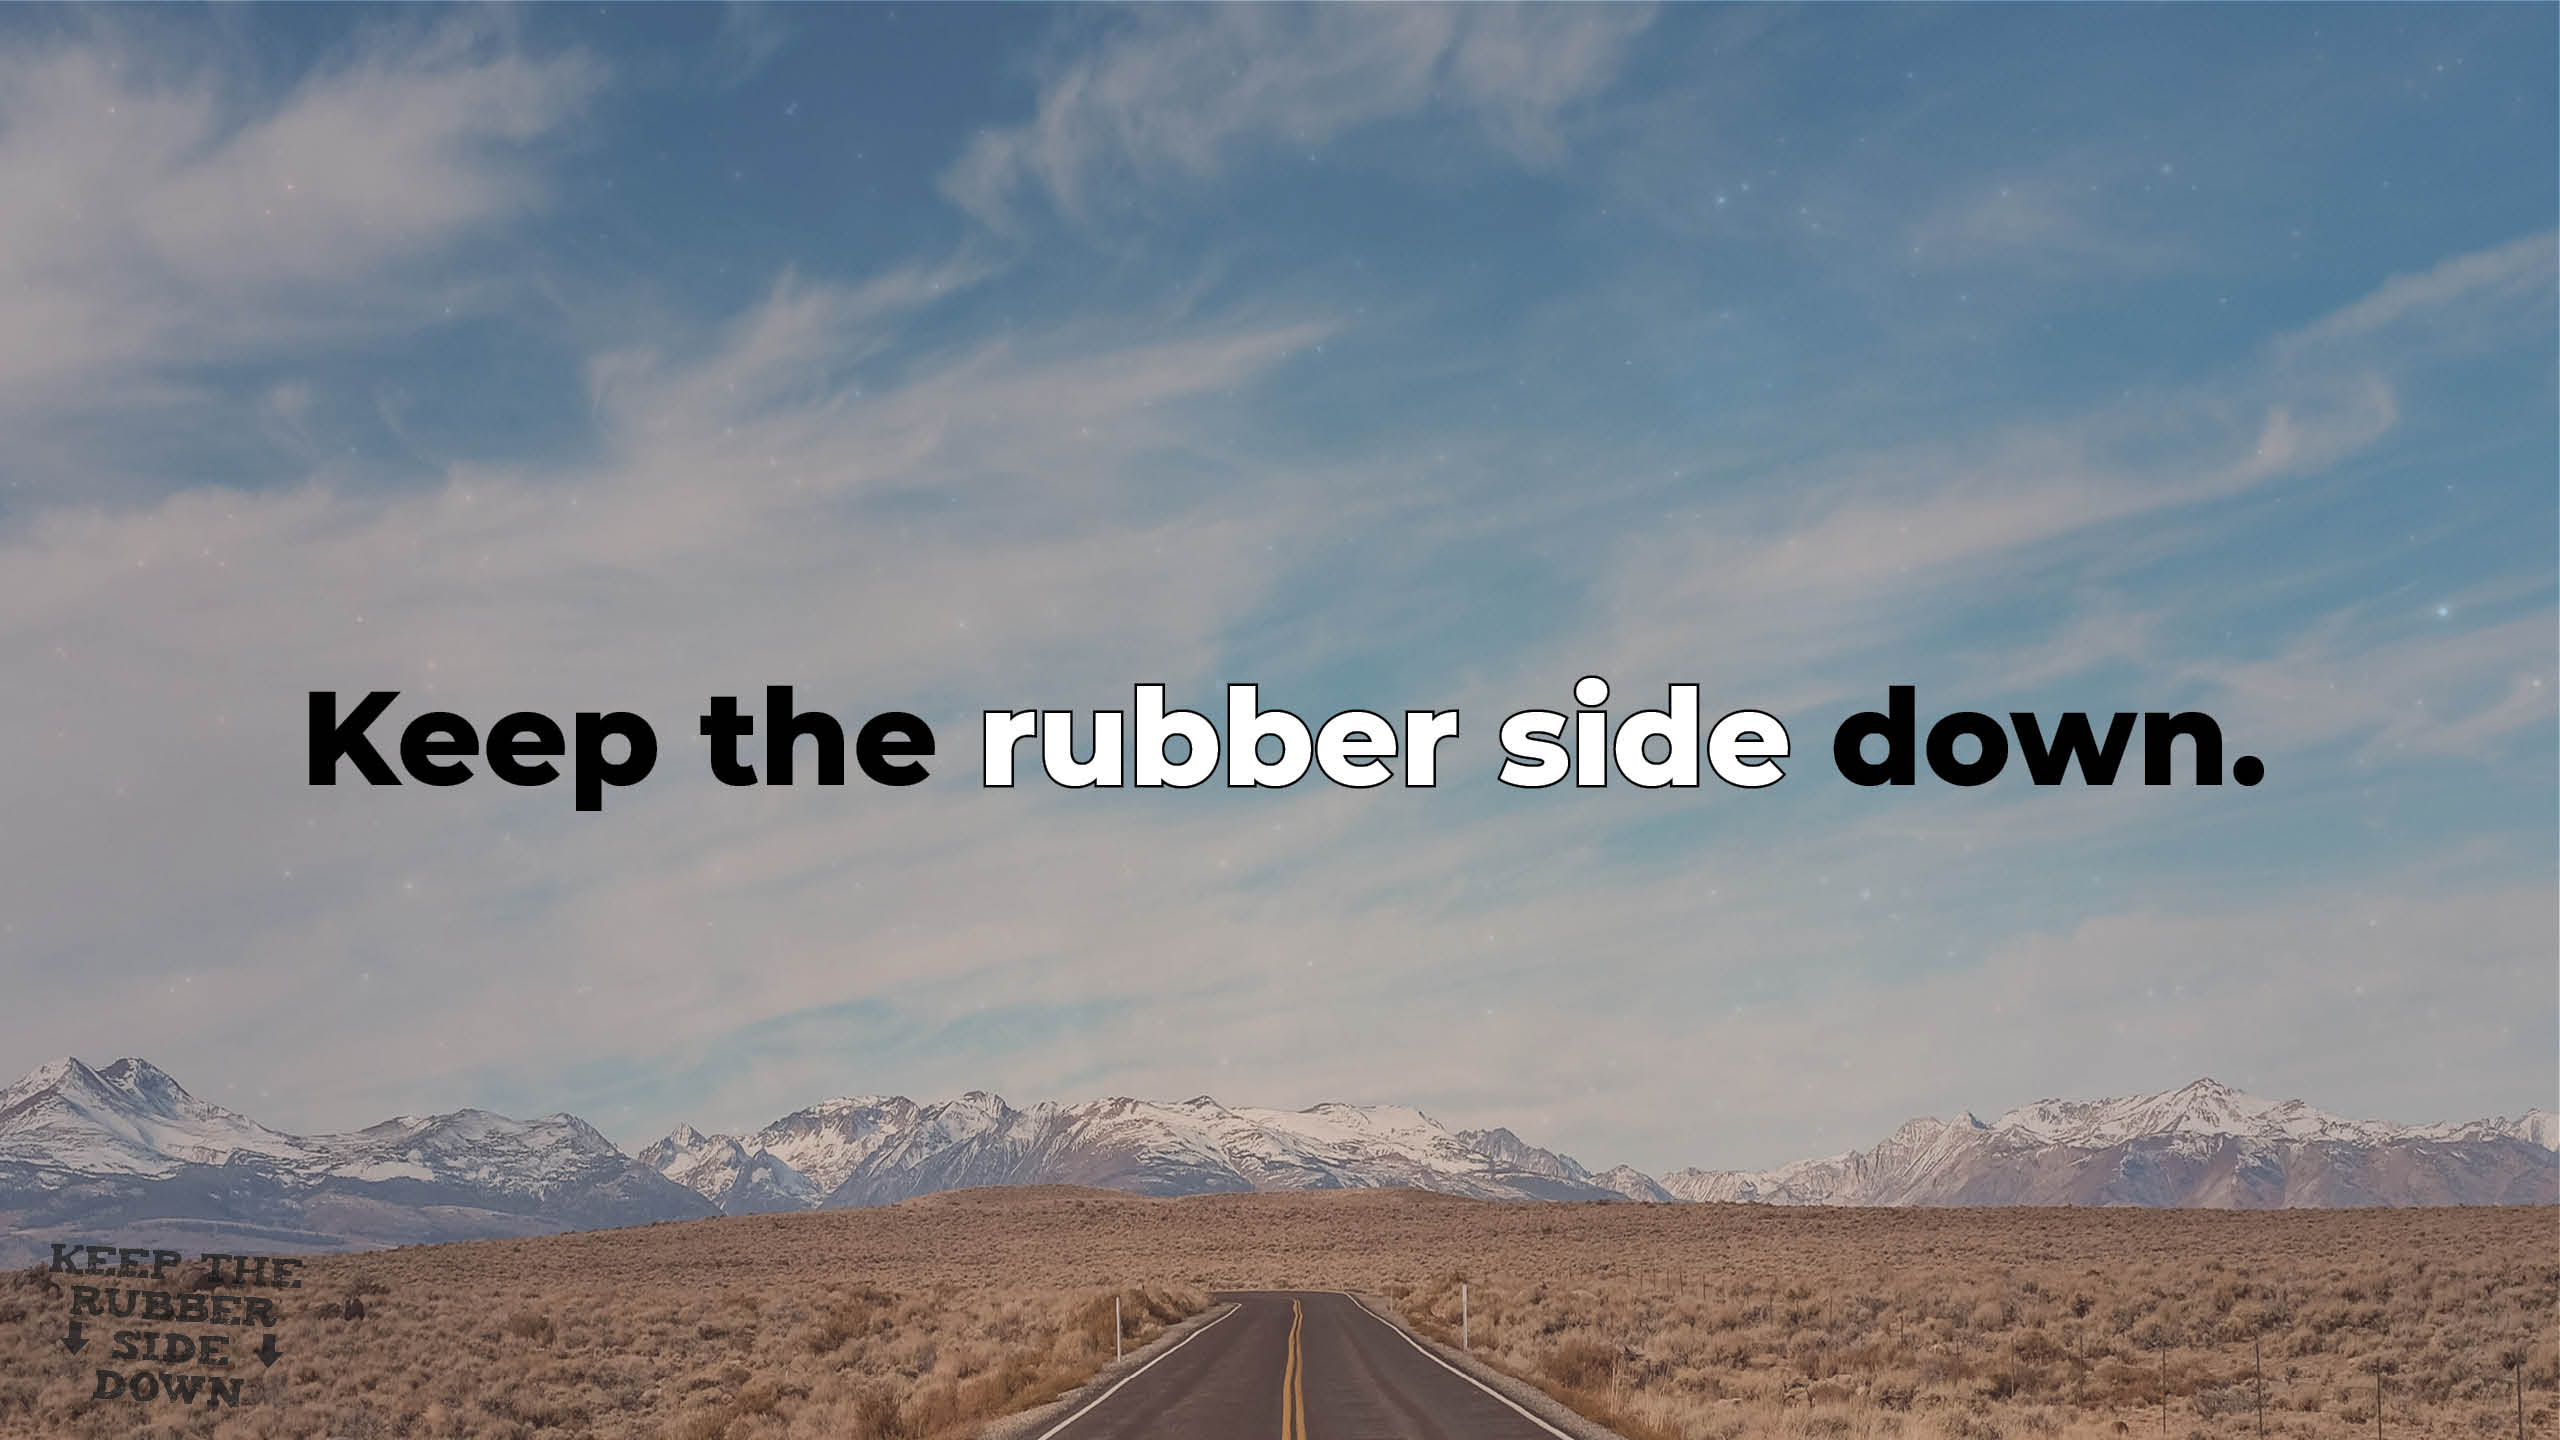 Keep the rubber side down.
KEEP THE
RUBBER
SIDE
DOWN